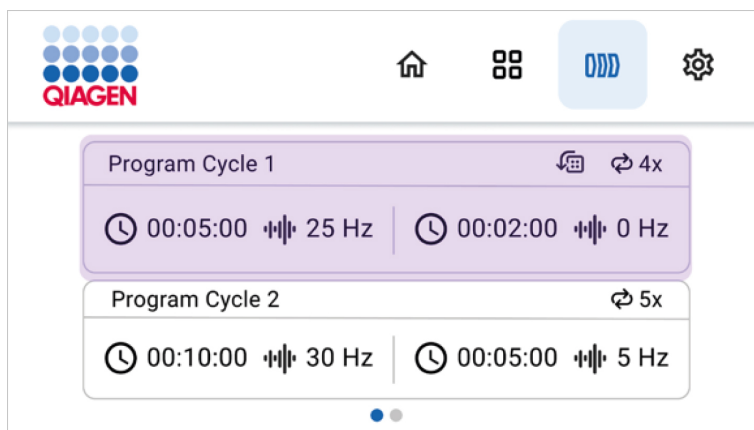 QIAGEN
Program Cycle 1 4x
00:05:00 25 Hz 00:02:00 0 Hz
Program Cycle 2 5x
00:10:00 30 Hz 00:05:00 5 Hz